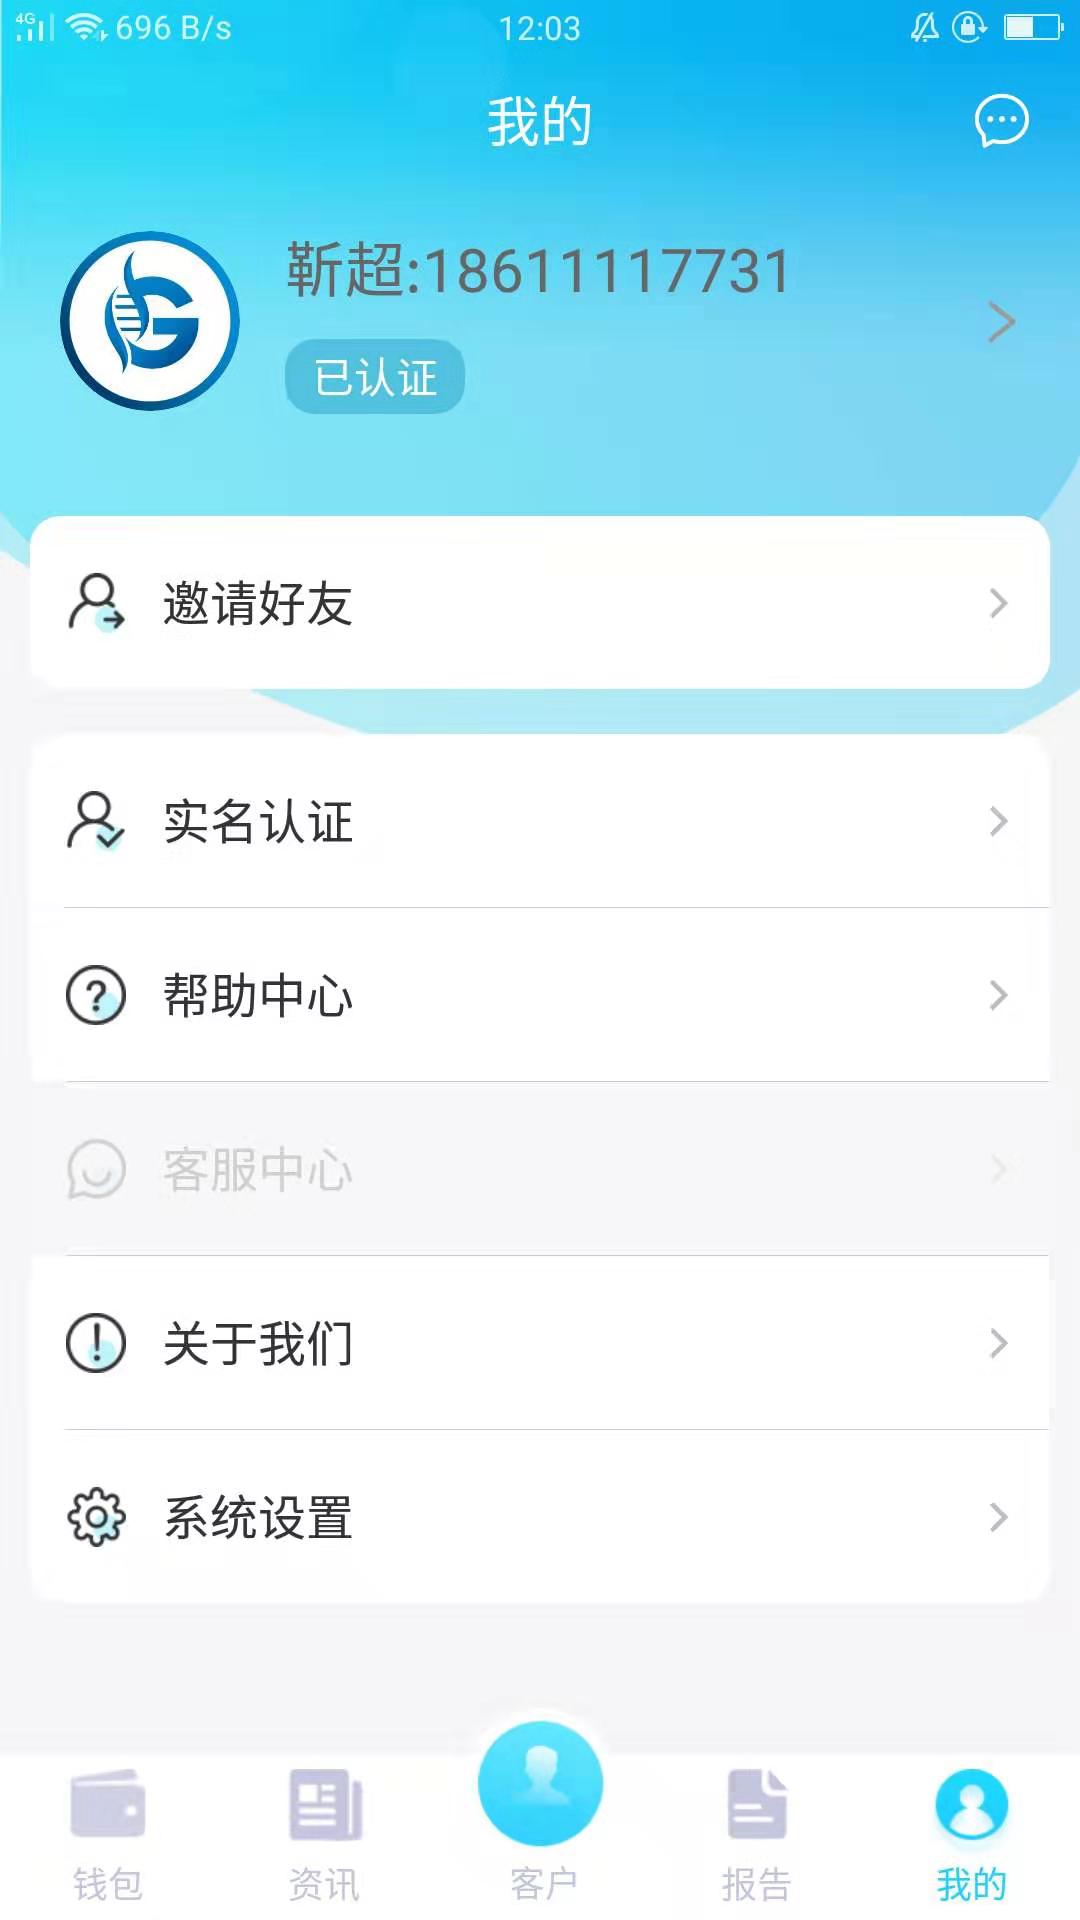 4G 696 B/s 12:03
我的
靳超:18611117731
已认证
邀请好友
实名认证
帮助中心
客服中心
关于我们
系统设置
钱包 资讯 客户 报告 我的